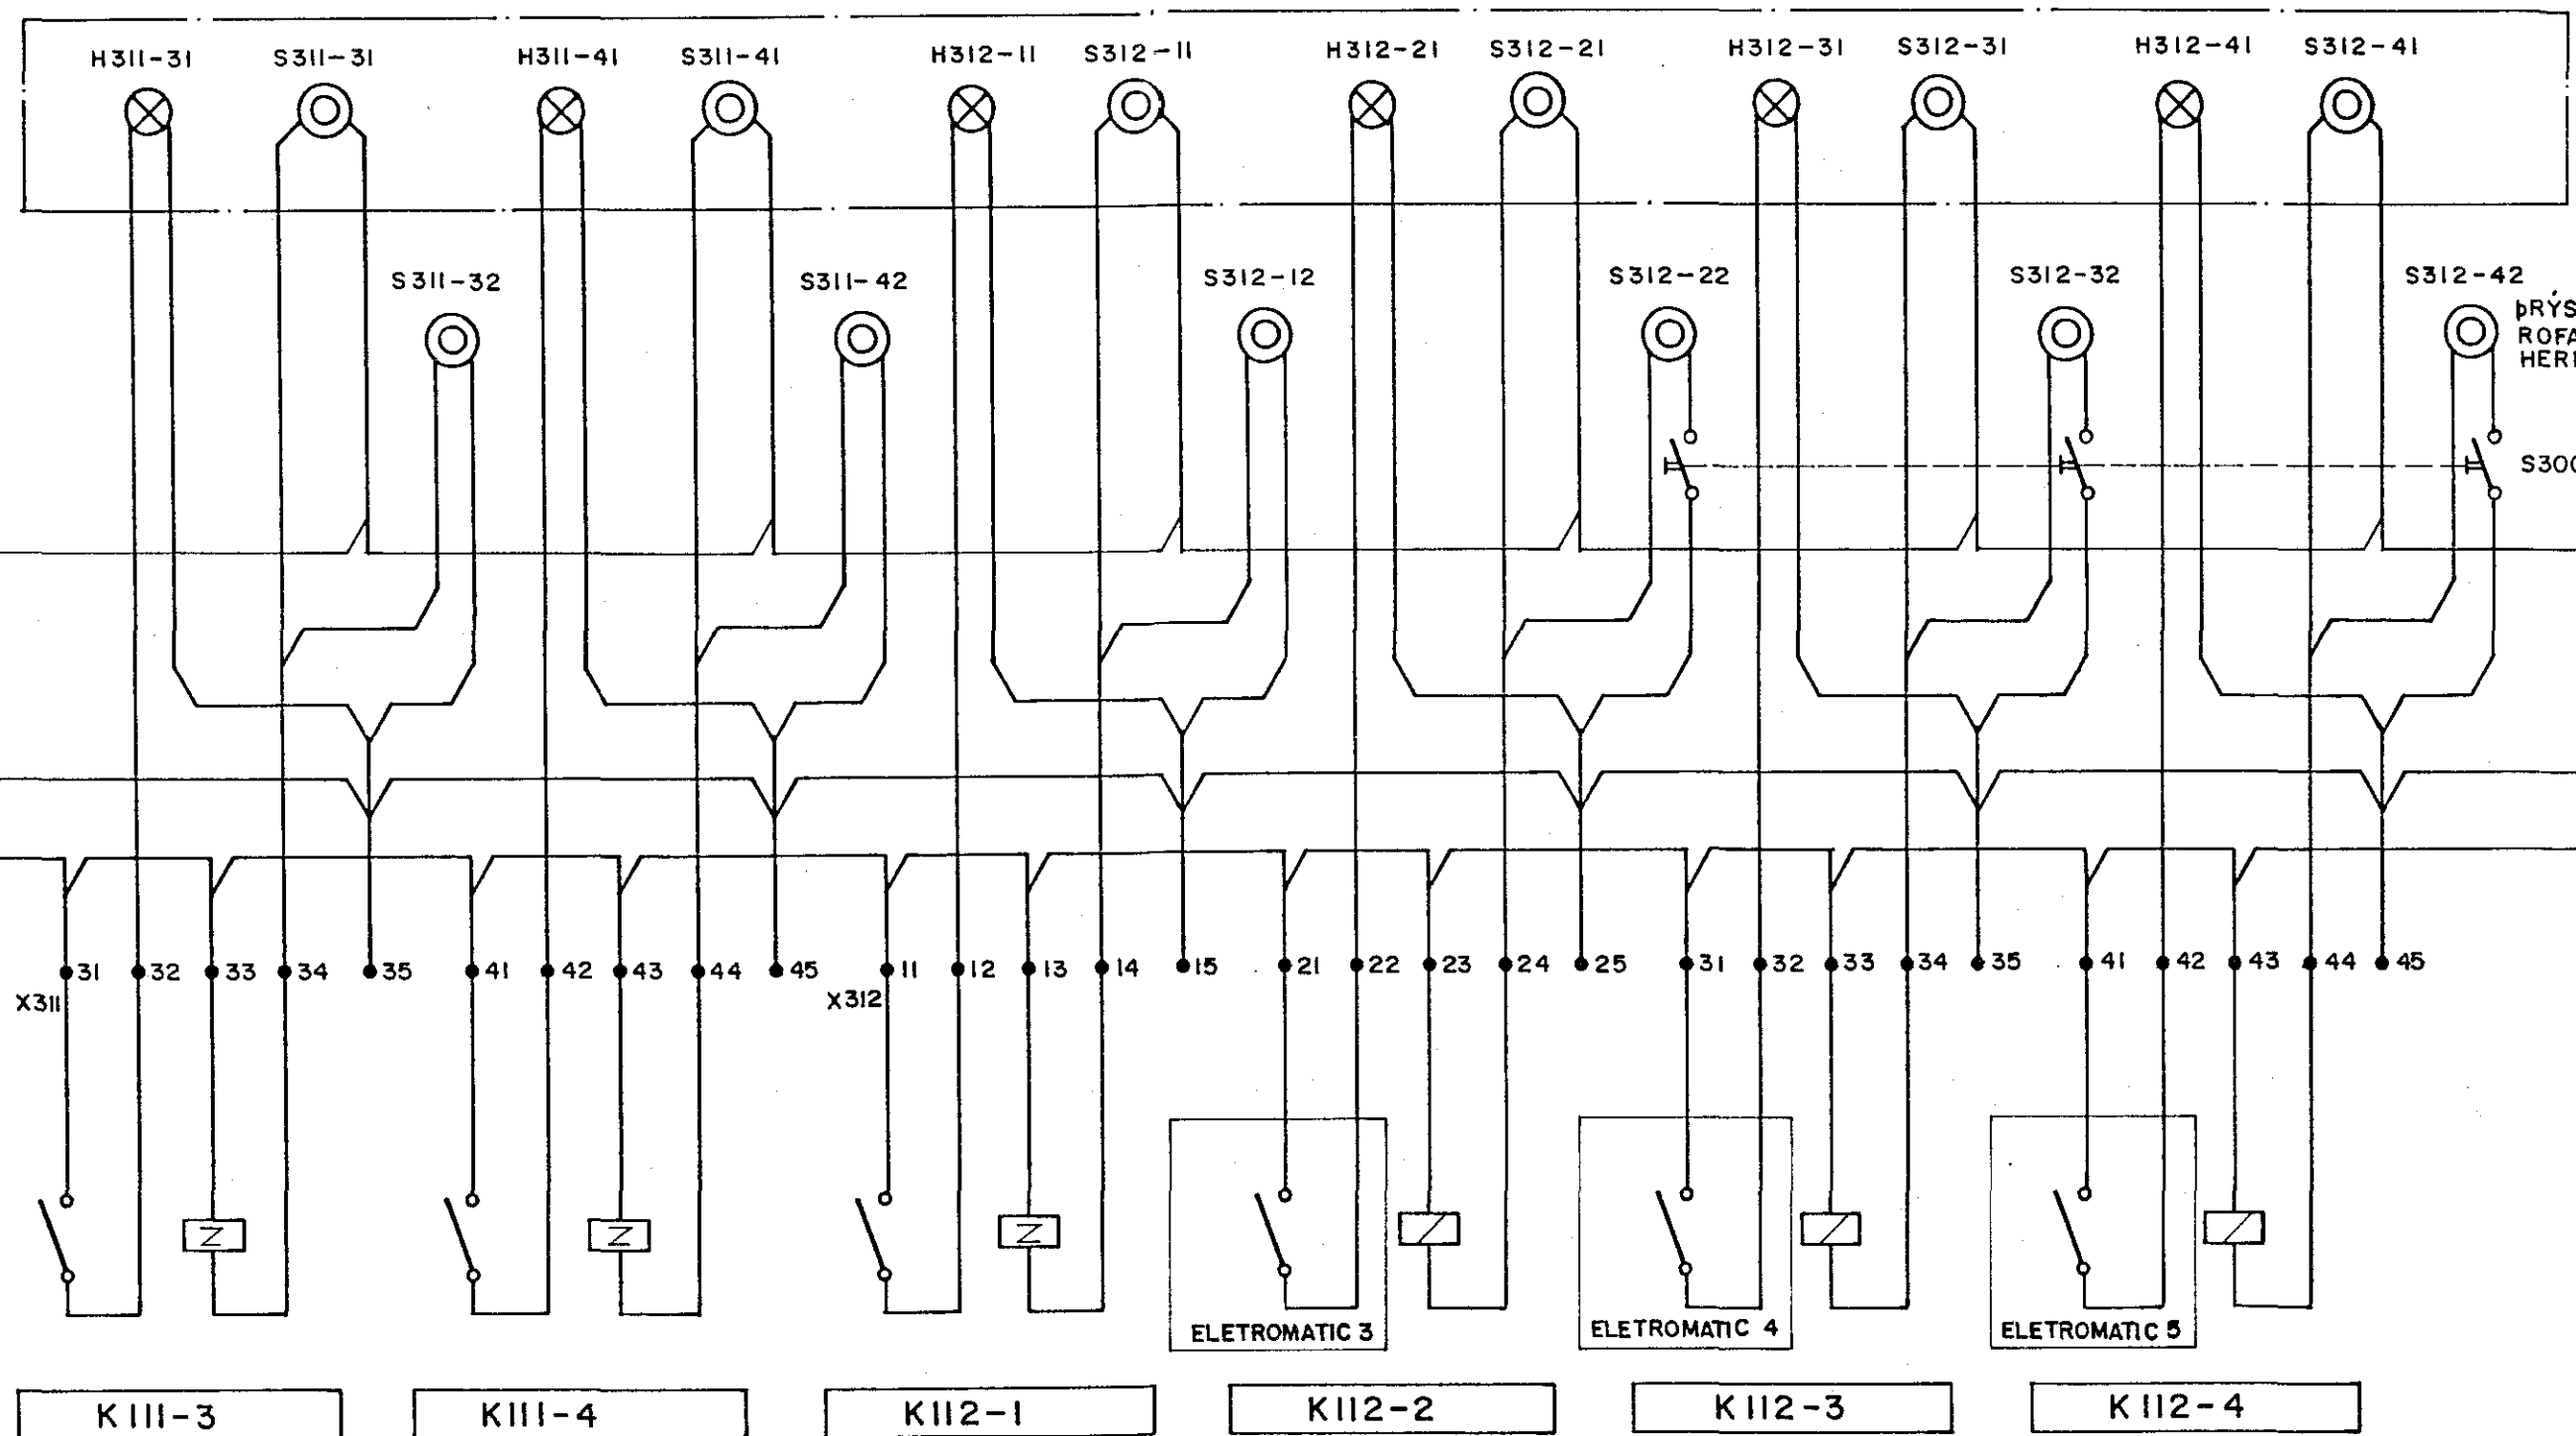 H311-31 S311-31 H311-41 S311-41 H312-11 S312-11 H312-21 S312-21 H312-31 S312-31 H312-41 S312-41
S311-32 S311-42 S312-12 S312-22 S312-32 S312-42
ÞRÝS
ROFA
HER
S300
31 32 33 34 35 41 42 43 44 45 11 12 13 14 15 21 22 23 24 25 31 32 33 34 35 41 42 43 44 45
X311 X312
Z Z Z
ELETROMATIC 3 ELETROMATIC 4 ELETROMATIC 5
K111-3 K111-4 K112-1 K112-2 K112-3 K112-4